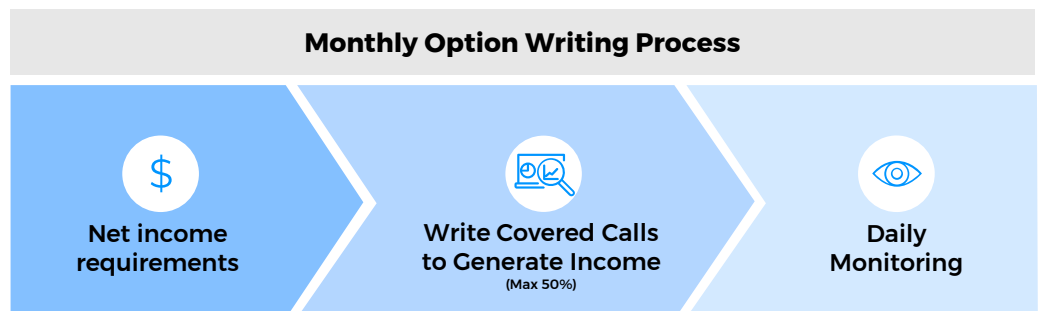 Monthly Option Writing Process
$
Net income
requirements
Write Covered Calls
to Generate Income
(Max 50%)
Daily
Monitoring